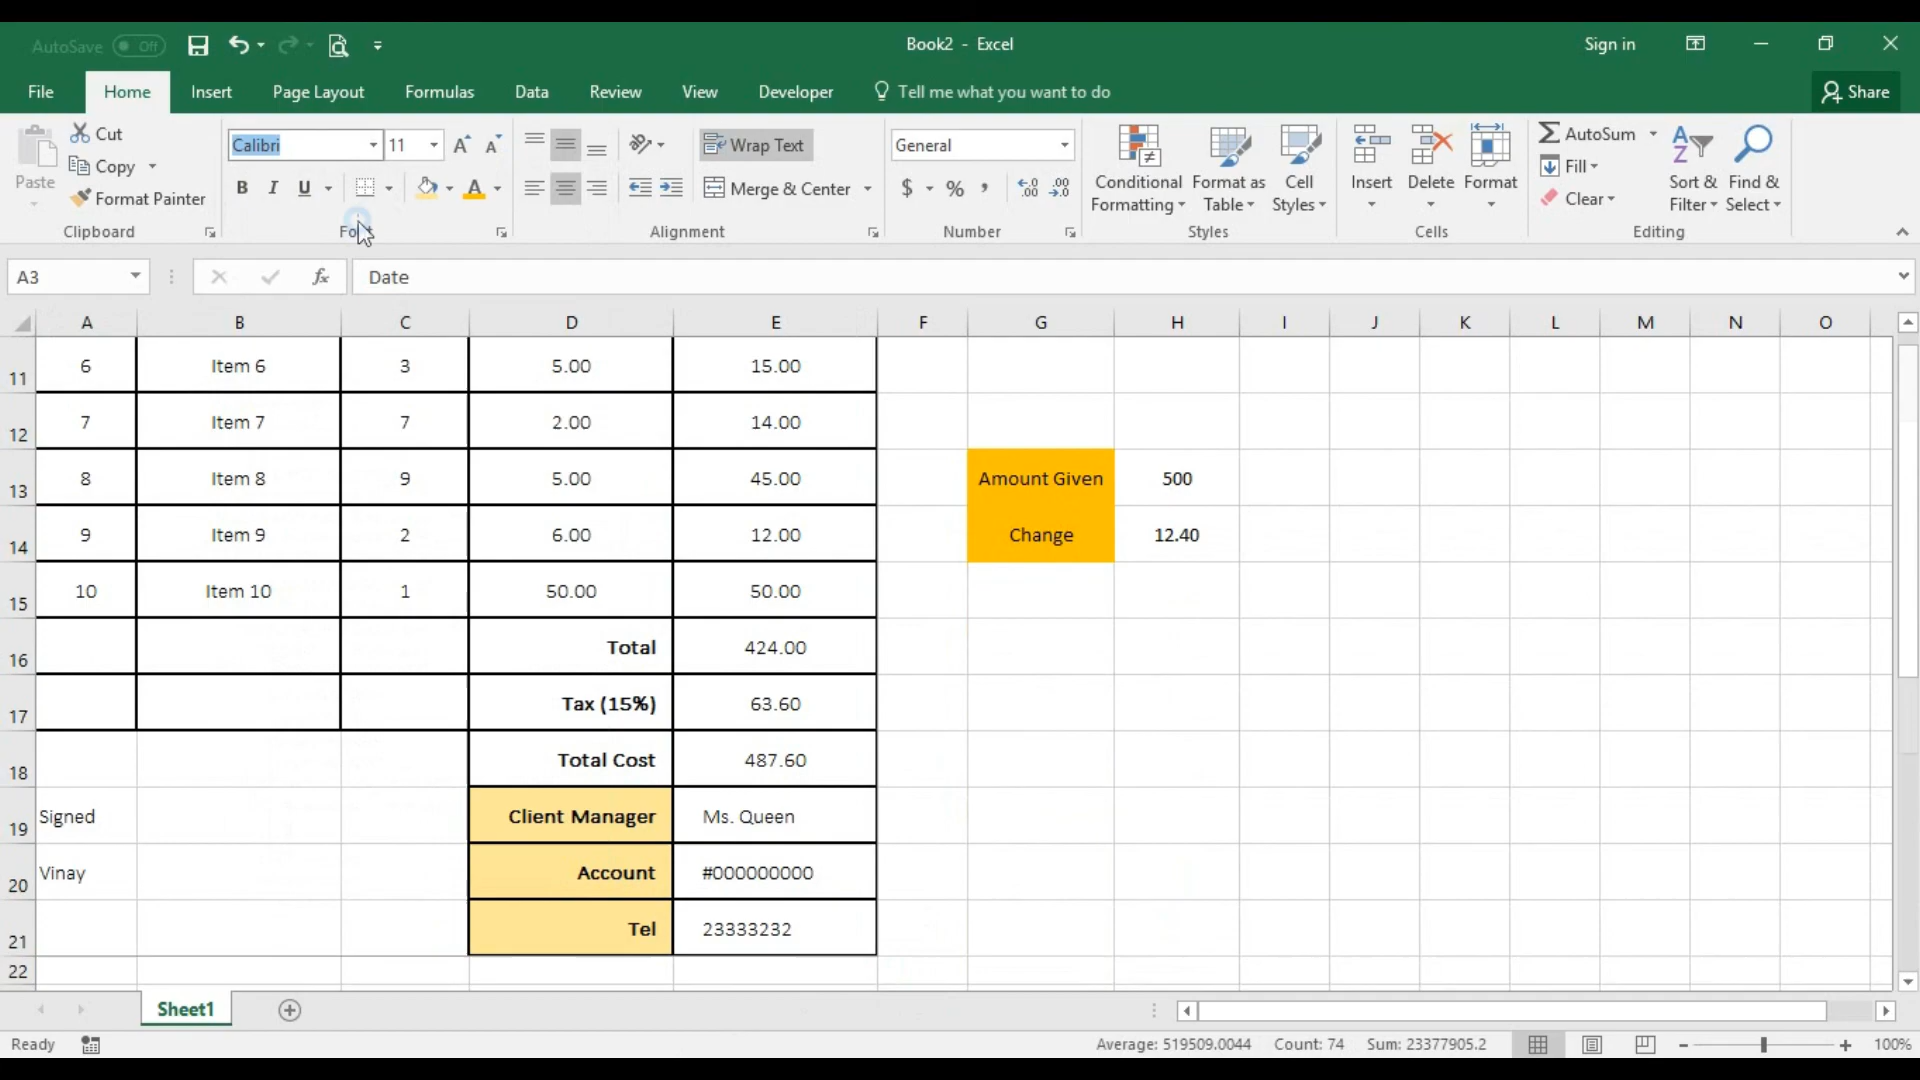 AutoSave Off Book2 - Excel Sign in
File Home Insert Page Layout Formulas Data Review View Developer Tell me what you want to do Share
Cut
Calibri 11 Wrap Text General AutoSum
Copy Fill
Paste B I U Merge & Center $ % , Conditional Formatting Format as Table Cell Styles Insert Delete Format Sort & Filter Find & Select
Format Painter Clear
Clipboard Font Alignment Number Styles Cells Editing
A3 fx Date
A B C D E F G H I J K L M N O
11 6 Item 6 3 5.00 15.00
12 7 Item 7 7 2.00 14.00
13 8 Item 8 9 5.00 45.00 Amount Given 500
14 9 Item 9 2 6.00 12.00 Change 12.40
15 10 Item 10 1 50.00 50.00
16 Total 424.00
17 Tax (15%) 63.60
18 Total Cost 487.60
19 Signed Client Manager Ms. Queen
20 Vinay Account #000000000
21 Tel 23333232
22
Sheet1
Ready Average: 519509.0044 Count: 74 Sum: 23377905.2 100%